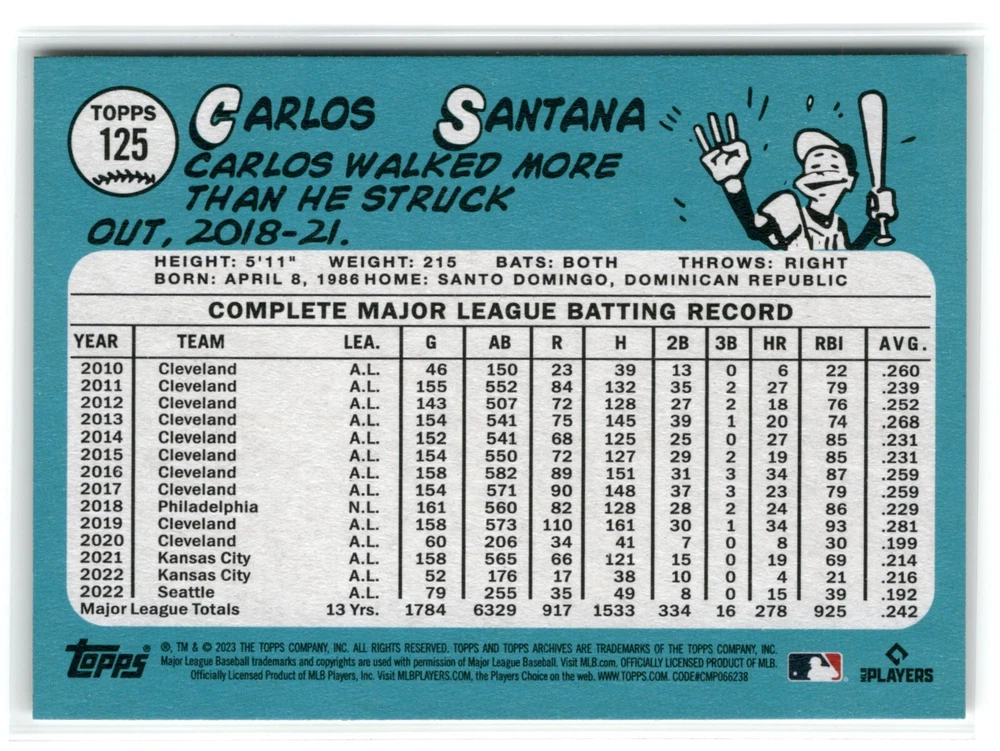 TOPPS
125
CARLOS SANTANA
CARLOS WALKED MORE
THAN HE STRUCK
OUT, 2018-21.
HEIGHT: 5'11" WEIGHT: 215 BATS: BOTH THROWS: RIGHT
BORN: APRIL 8, 1986 HOME: SANTO DOMINGO, DOMINICAN REPUBLIC
COMPLETE MAJOR LEAGUE BATTING RECORD
YEAR TEAM LEA. G AB R H 2B 3B HR RBI AVG.
2010 Cleveland A.L. 46 150 23 39 13 0 6 22 .260
2011 Cleveland A.L. 155 552 84 132 35 2 27 79 .239
2012 Cleveland A.L. 143 507 72 128 27 2 18 76 .252
2013 Cleveland A.L. 154 541 75 145 39 1 20 74 .268
2014 Cleveland A.L. 152 541 68 125 25 0 27 85 .231
2015 Cleveland A.L. 154 550 72 127 29 2 19 85 .231
2016 Cleveland A.L. 158 582 89 151 31 3 34 87 .259
2017 Cleveland A.L. 154 571 90 148 37 3 23 79 .259
2018 Philadelphia N.L. 161 560 82 128 28 2 24 86 .229
2019 Cleveland A.L. 158 573 110 161 30 1 34 93 .281
2020 Cleveland A.L. 60 206 34 41 7 0 8 30 .199
2021 Kansas City A.L. 158 565 66 121 15 0 19 69 .214
2022 Kansas City A.L. 52 176 17 38 10 0 4 21 .216
2022 Seattle A.L. 79 255 35 49 8 0 15 39 .192
Major League Totals 13 Yrs. 1784 6329 917 1533 334 16 278 925 .242
topps ®, TM & © 2023 THE TOPPS COMPANY, INC. ALL RIGHTS RESERVED. TOPPS AND TOPPS ARCHIVES ARE TRADEMARKS OF THE TOPPS COMPANY, INC.
Major League Baseball trademarks and copyrights are used with permission of Major League Baseball. Visit MLB.com. OFFICIALLY LICENSED PRODUCT OF MLB.
Officially Licensed Product of MLB Players, Inc. Visit MLBPLAYERS.COM, the Players Choice on the web. WWW.TOPPS.COM. CODE#CMP066238
MLB PLAYERS